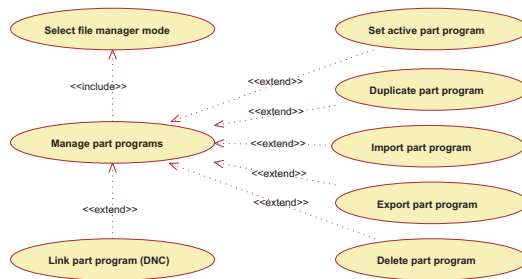 Select file manager mode
Set active part program
<<include>>
<<extend>>
Duplicate part program
<<extend>>
Manage part programs
<<extend>>
Import part program
<<extend>>
<<extend>>
<<extend>>
Export part program
Link part program (DNC)
Delete part program